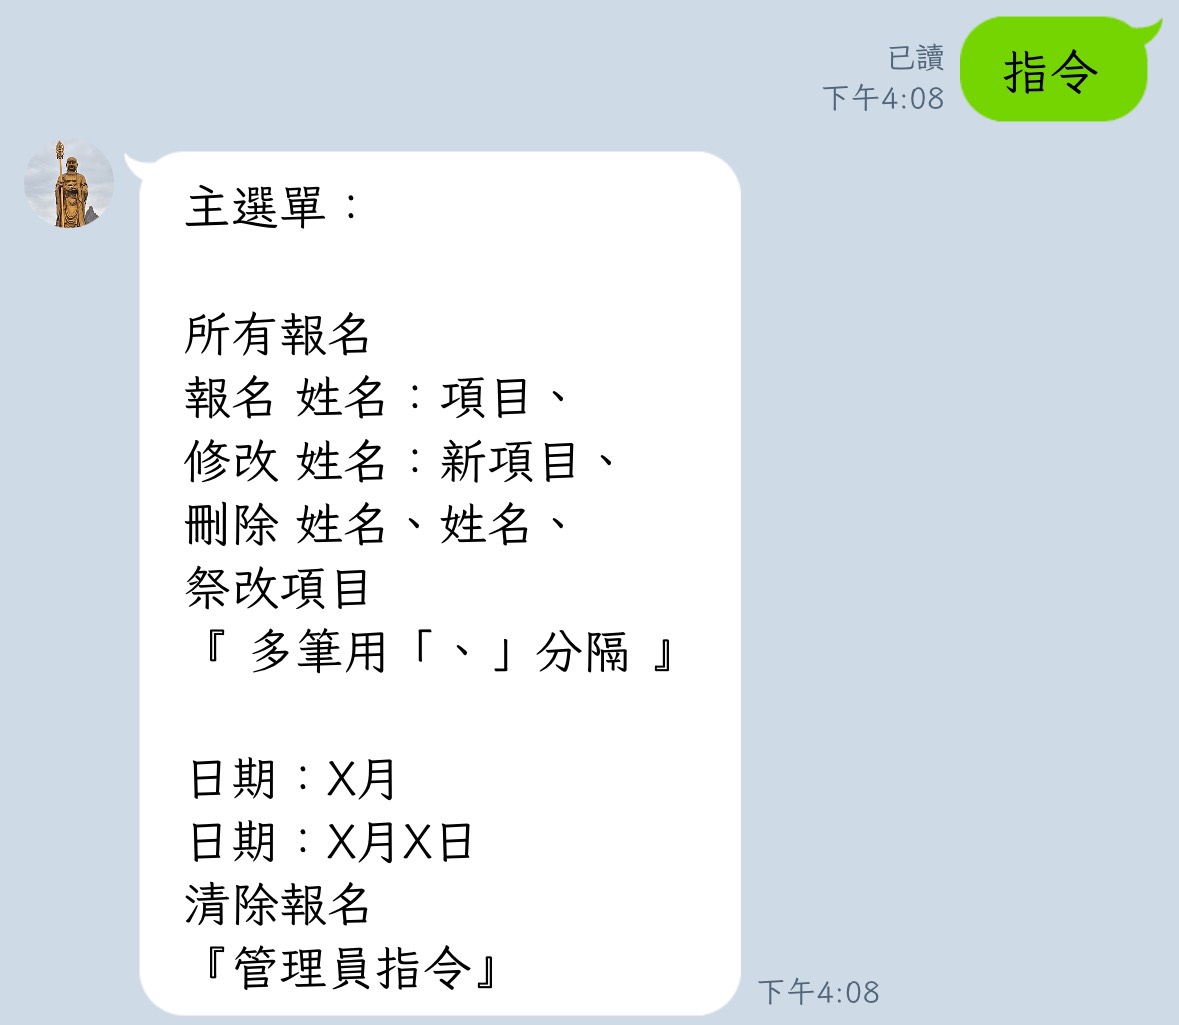 已讀
下午4:08
指令
主選單：
所有報名
報名 姓名：項目、
修改 姓名：新項目、
刪除 姓名、姓名、
祭改項目
『 多筆用「、」分隔 』
日期：X月
日期：X月X日
清除報名
『管理員指令』
下午4:08